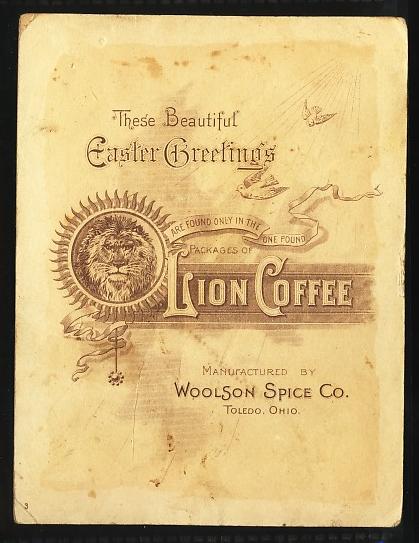 These Beautiful
Easter Greetings
ARE FOUND ONLY IN THE
ONE POUND
PACKAGES OF
LION COFFEE
MANUFACTURED BY
WOOLSON SPICE CO.
TOLEDO, OHIO.
3